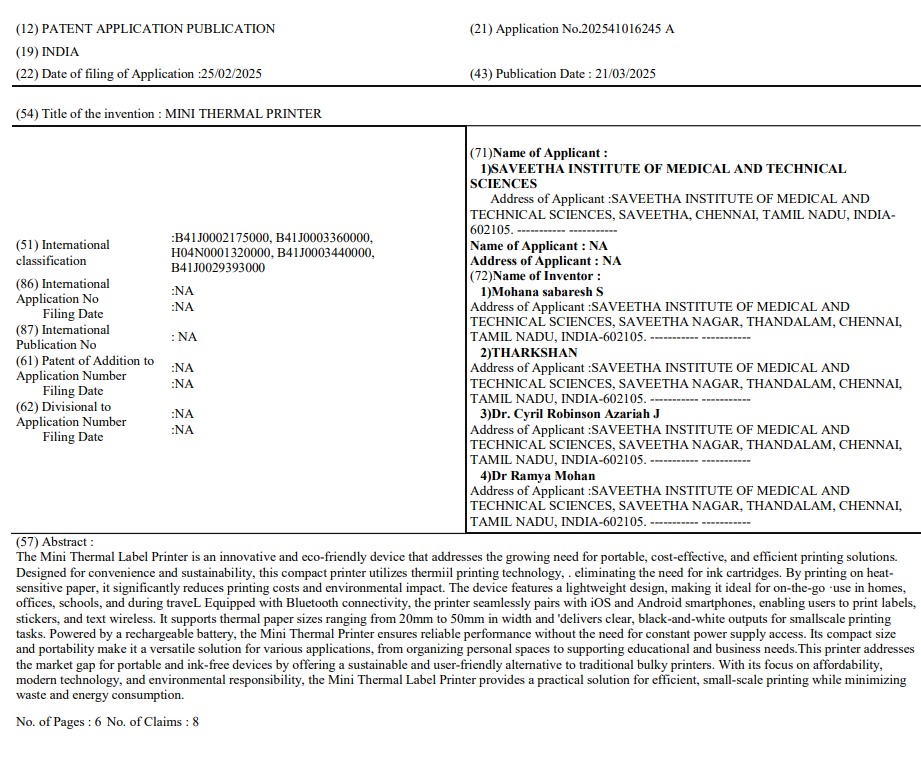 (12) PATENT APPLICATION PUBLICATION
(21) Application No.202541016245 A
(19) INDIA
(22) Date of filing of Application :25/02/2025
(43) Publication Date : 21/03/2025
(54) Title of the invention : MINI THERMAL PRINTER
(51) International
classification
:B41J0002175000, B41J0003360000,
H04N0001320000, B41J0003440000,
B41J0029393000
(86) International
Application No
:NA
Filing Date
:NA
(87) International
Publication No
: NA
(61) Patent of Addition to
Application Number
:NA
Filing Date
:NA
(62) Divisional to
Application Number
:NA
Filing Date
:NA
(71)Name of Applicant :
1)SAVEETHA INSTITUTE OF MEDICAL AND TECHNICAL
SCIENCES
Address of Applicant :SAVEETHA INSTITUTE OF MEDICAL AND
TECHNICAL SCIENCES, SAVEETHA, CHENNAI, TAMIL NADU, INDIA-
602105. ----------- -----------
Name of Applicant : NA
Address of Applicant : NA
(72)Name of Inventor :
1)Mohana sabaresh S
Address of Applicant :SAVEETHA INSTITUTE OF MEDICAL AND
TECHNICAL SCIENCES, SAVEETHA NAGAR, THANDALAM, CHENNAI,
TAMIL NADU, INDIA-602105. ----------- -----------
2)THARKSHAN
Address of Applicant :SAVEETHA INSTITUTE OF MEDICAL AND
TECHNICAL SCIENCES, SAVEETHA NAGAR, THANDALAM, CHENNAI,
TAMIL NADU, INDIA-602105. ----------- -----------
3)Dr. Cyril Robinson Azariah J
Address of Applicant :SAVEETHA INSTITUTE OF MEDICAL AND
TECHNICAL SCIENCES, SAVEETHA NAGAR, THANDALAM, CHENNAI,
TAMIL NADU, INDIA-602105. ----------- -----------
4)Dr Ramya Mohan
Address of Applicant :SAVEETHA INSTITUTE OF MEDICAL AND
TECHNICAL SCIENCES, SAVEETHA NAGAR, THANDALAM, CHENNAI,
TAMIL NADU, INDIA-602105. ----------- -----------
(57) Abstract :
The Mini Thermal Label Printer is an innovative and eco-friendly device that addresses the growing need for portable, cost-effective, and efficient printing solutions.
Designed for convenience and sustainability, this compact printer utilizes thermiil printing technology, . eliminating the need for ink cartridges. By printing on heat-
sensitive paper, it significantly reduces printing costs and environmental impact. The device features a lightweight design, making it ideal for on-the-go ·use in homes,
offices, schools, and during traveL Equipped with Bluetooth connectivity, the printer seamlessly pairs with iOS and Android smartphones, enabling users to print labels,
stickers, and text wireless. It supports thermal paper sizes ranging from 20mm to 50mm in width and 'delivers clear, black-and-white outputs for smallscale printing
tasks. Powered by a rechargeable battery, the Mini Thermal Printer ensures reliable performance without the need for constant power supply access. Its compact size
and portability make it a versatile solution for various applications, from organizing personal spaces to supporting educational and business needs.This printer addresses
the market gap for portable and ink-free devices by offering a sustainable and user-friendly alternative to traditional bulky printers. With its focus on affordability,
modern technology, and environmental responsibility, the Mini Thermal Label Printer provides a practical solution for efficient, small-scale printing while minimizing
waste and energy consumption.
No. of Pages : 6 No. of Claims : 8